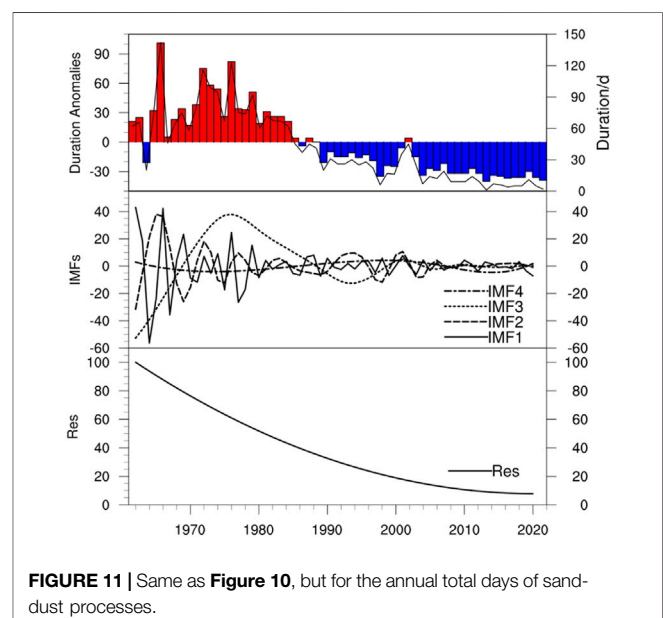 150
90
120
60
90
30
60
0
30
-30
0
Duration Anomalies
Duration/d
40 40
20 20
0 0
-20 -20
-40 -40
-60 -60
IMFs
IMF4
IMF3
IMF2
IMF1
100 100
80 80
60 60
40 40
20 20
0 0
Res
Res
1970 1980 1990 2000 2010 2020
FIGURE 11 | Same as Figure 10, but for the annual total days of sand-
dust processes.